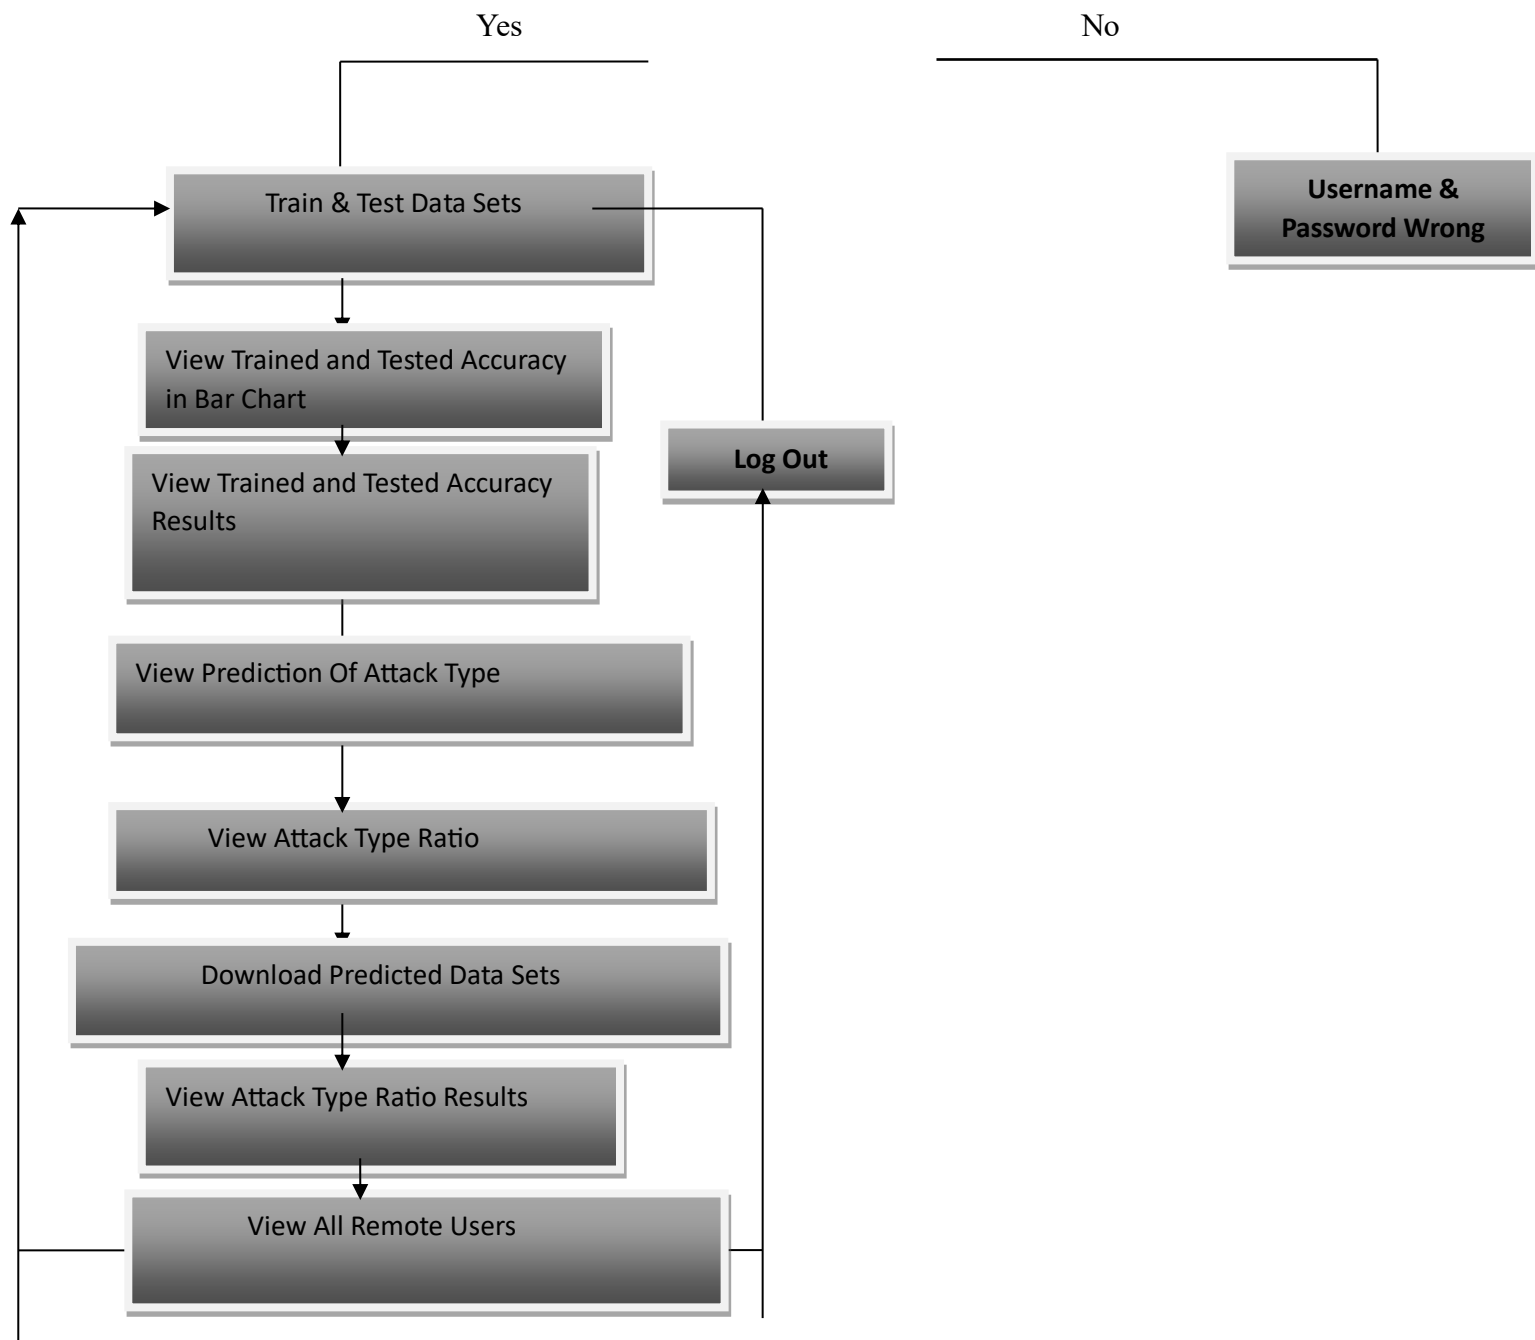 Yes
No
Train & Test Data Sets
Username &
Password Wrong
View Trained and Tested Accuracy
in Bar Chart
Log Out
View Trained and Tested Accuracy
Results
View Prediction Of Attack Type
View Attack Type Ratio
Download Predicted Data Sets
View Attack Type Ratio Results
View All Remote Users